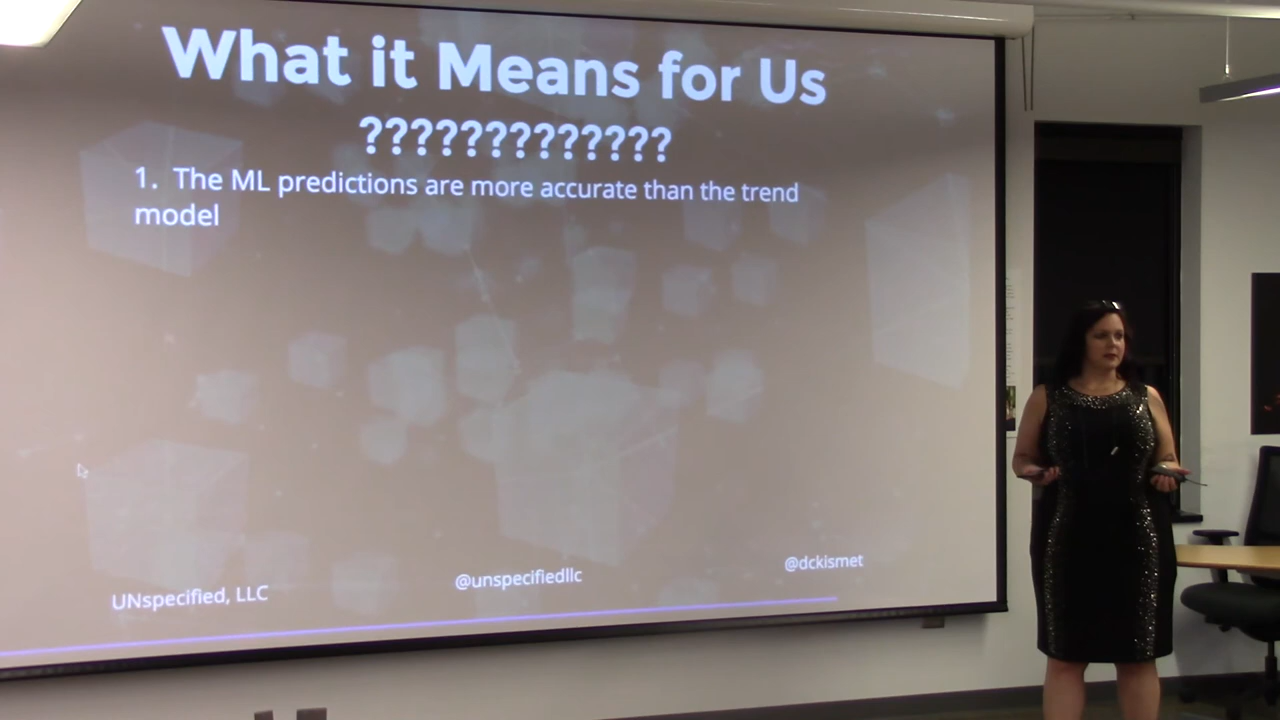 What it Means for Us
?????????????
1. The ML predictions are more accurate than the trend
model
UNspecified, LLC
@unspecifiedllc
@dckismet